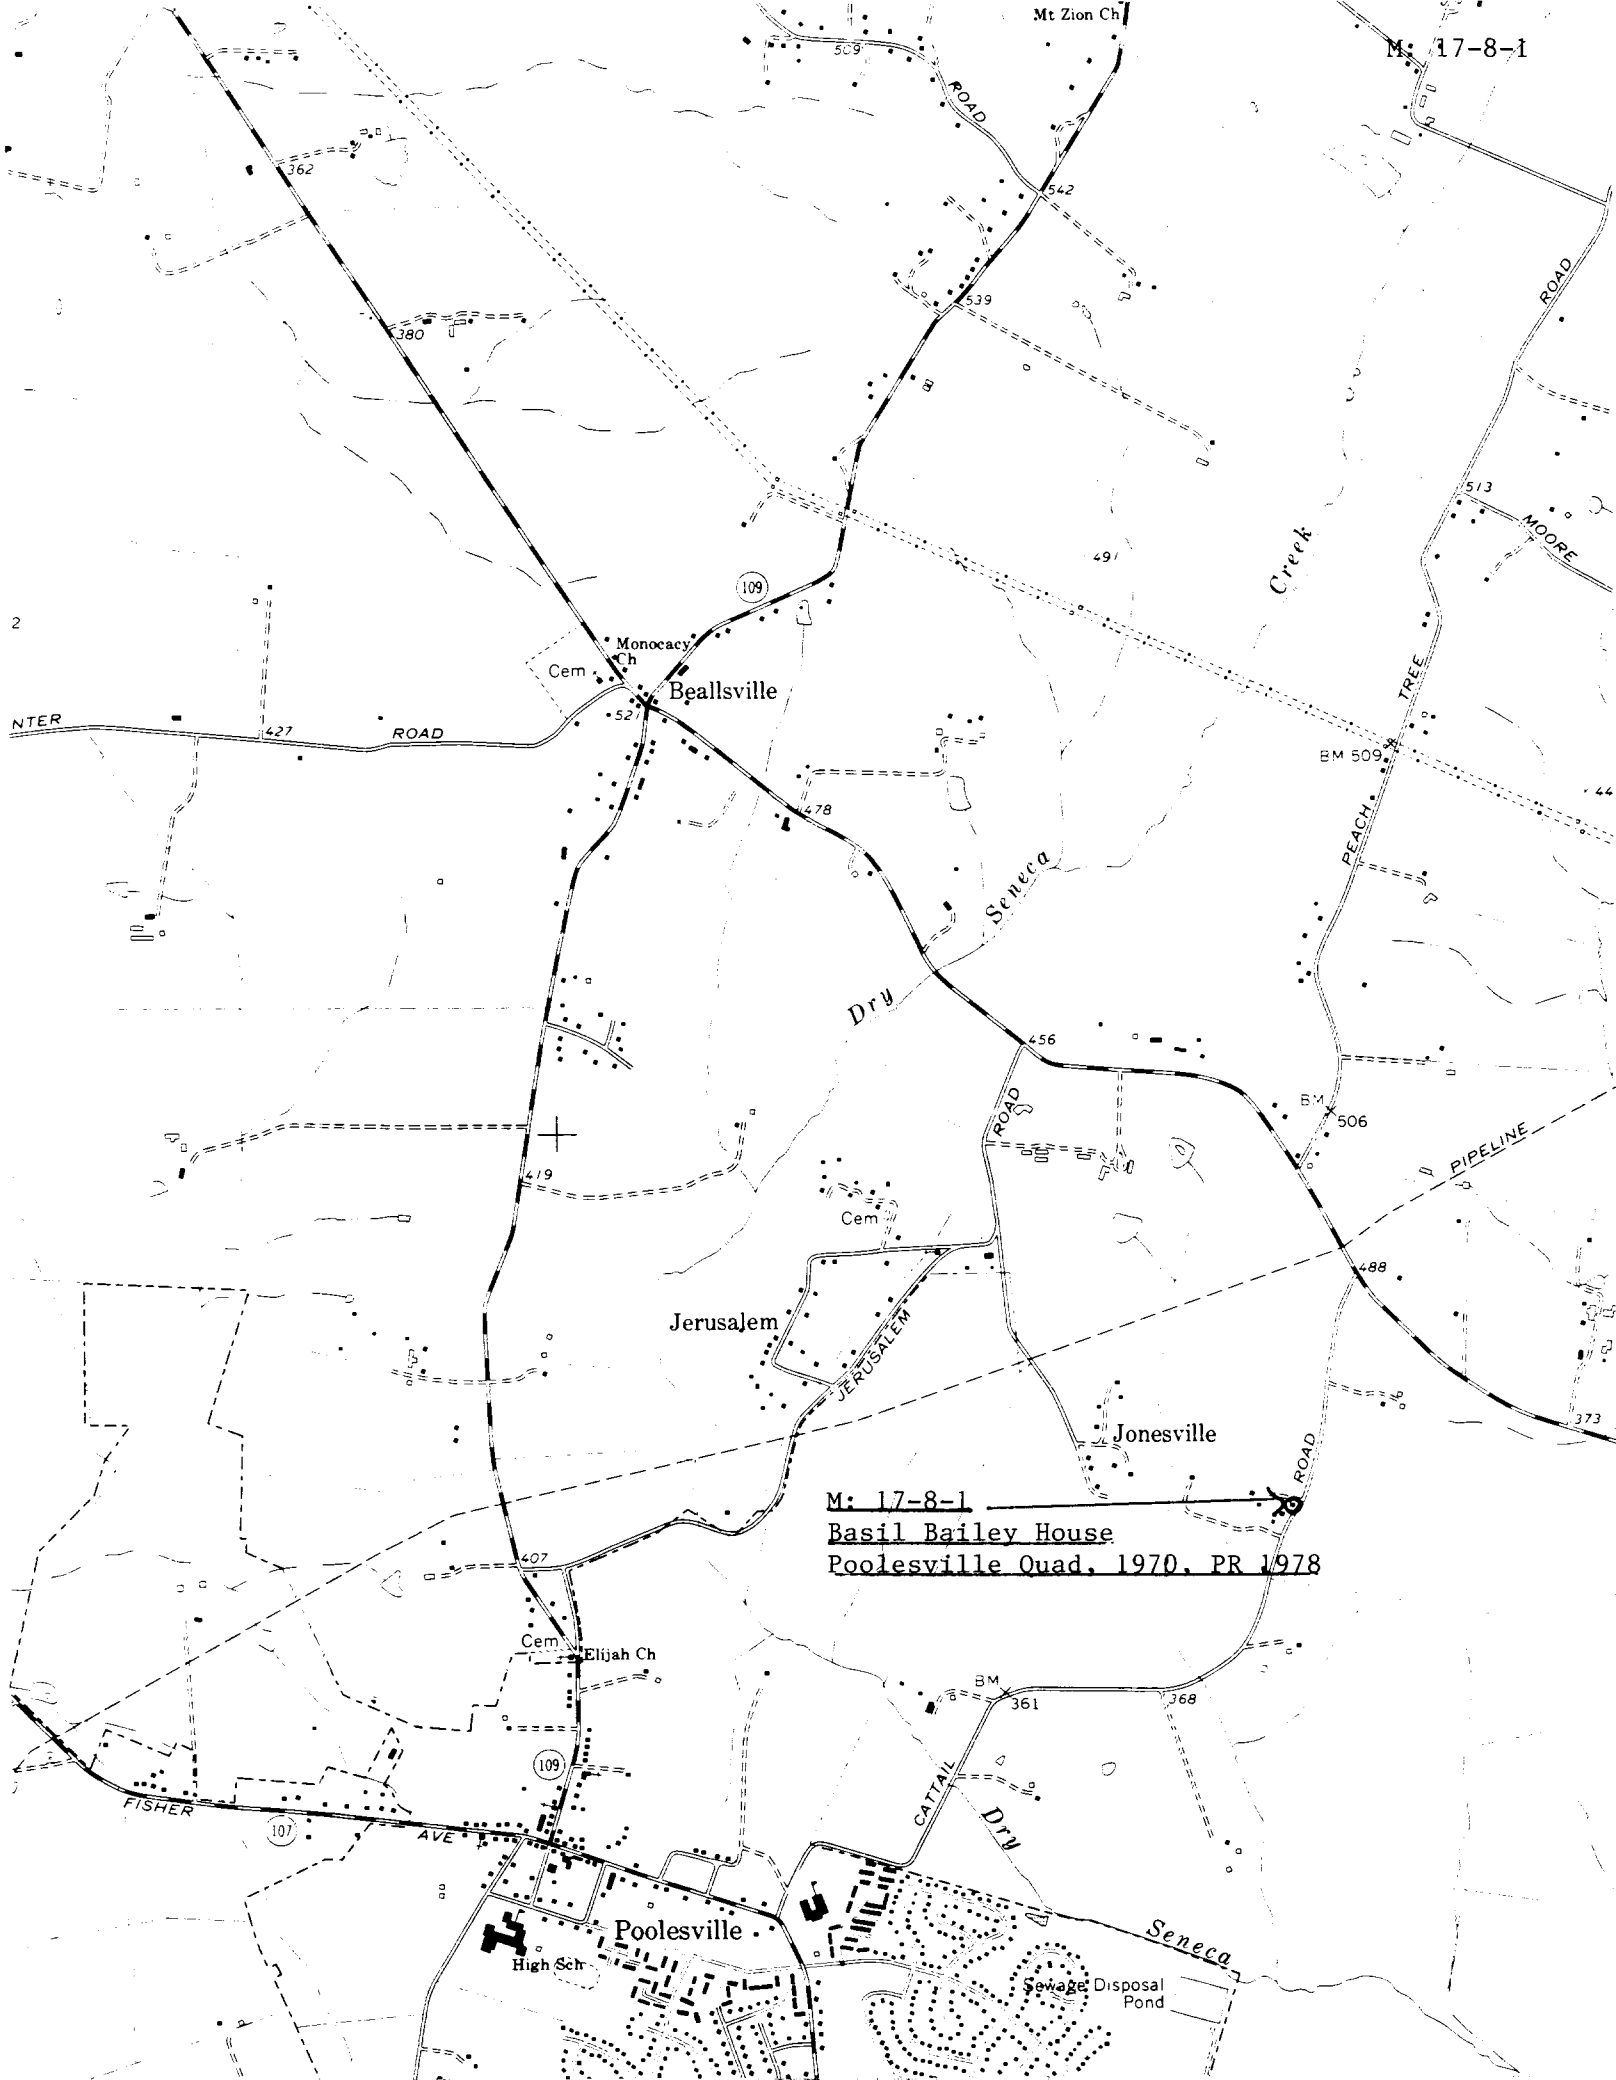 Mt Zion Ch
M: 17-8-1
509
ROAD
362
542
539
ROAD
380
513
MOORE
491
Creek
109
2
Monocacy
Ch
Cem
Beallsville
521
TREE
NTER
427
ROAD
BM 509
44
478
PEACH
Seneca
Dry
456
ROAD
BM
506
PIPELINE
419
Cem
488
Jerusalem
JERUSALEM
373
Jonesville
ROAD
M: 17-8-1
Basil Bailey House
Poolesville Quad, 1970, PR 1978
407
Cem
Elijah Ch
BM
361
368
109
CATTAIL
FISHER
AVE
107
Dry
Poolesville
Seneca
High Sch
Sewage Disposal
Pond